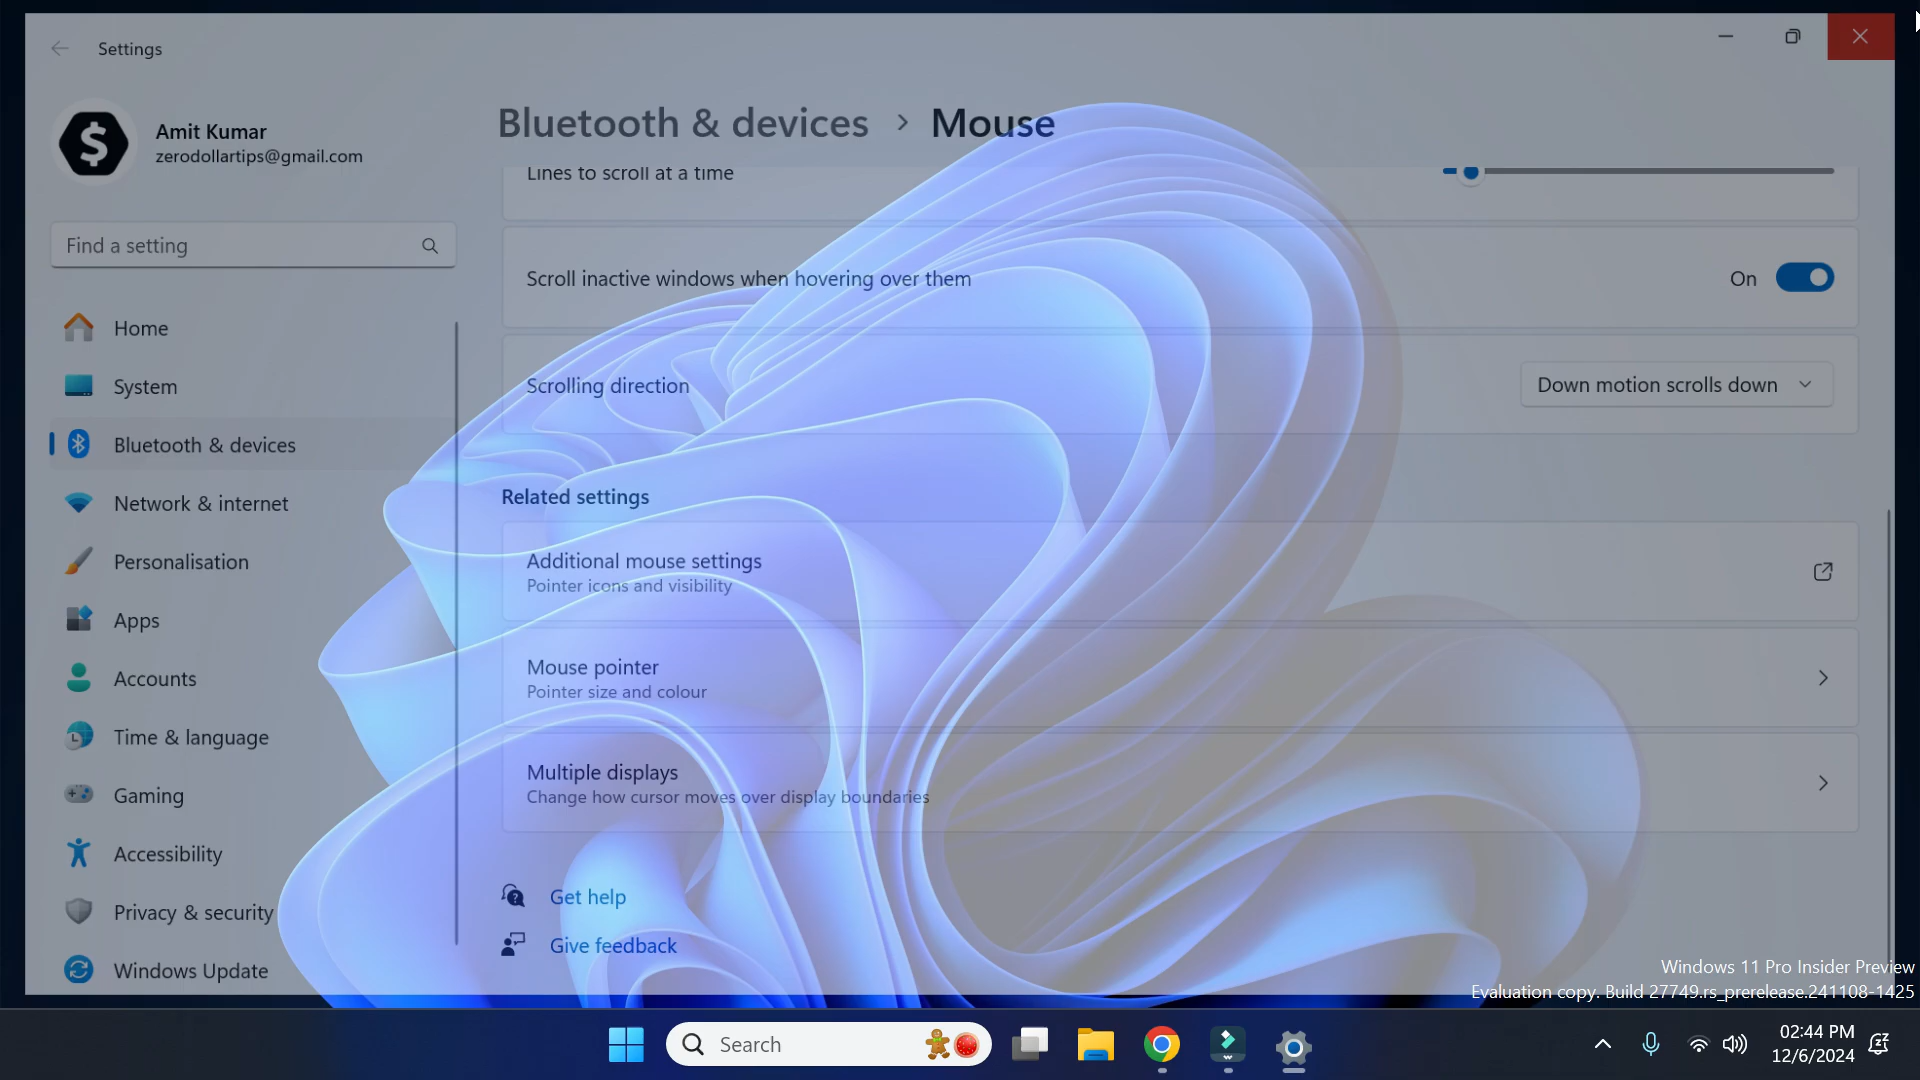 Settings
Amit Kumar
zerodollartips@gmail.com
Find a setting
Home
System
Bluetooth & devices
Network & internet
Personalisation
Apps
Accounts
Time & language
Gaming
Accessibility
Privacy & security
Windows Update
Bluetooth & devices > Mouse
Lines to scroll at a time
Scroll inactive windows when hovering over them On
Scrolling direction Down motion scrolls down
Related settings
Additional mouse settings
Pointer icons and visibility
Mouse pointer
Pointer size and colour
Multiple displays
Change how cursor moves over display boundaries
Get help
Give feedback
Windows 11 Pro Insider Preview
Evaluation copy. Build 27749.rs_prerelease.241108-1425
Search
02:44 PM
12/6/2024